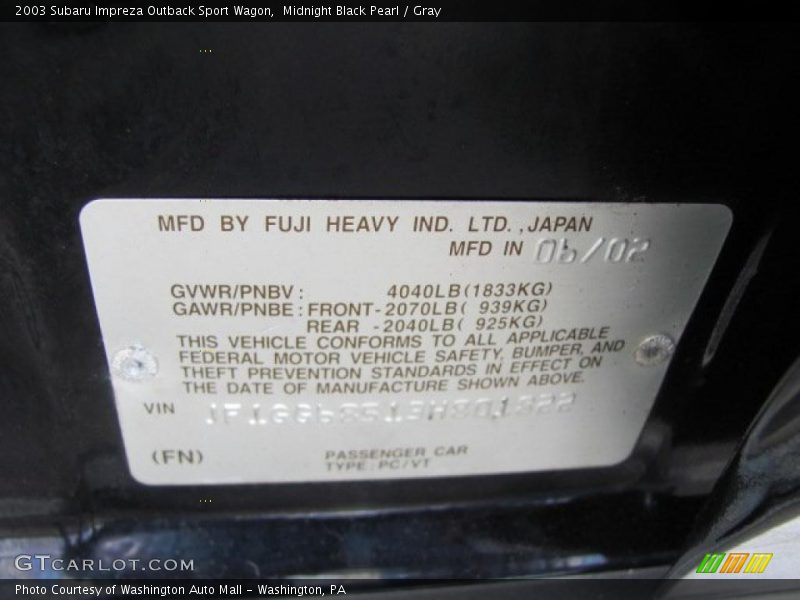 2003 Subaru Impreza Outback Sport Wagon,  Midnight Black Pearl / Gray
MFD BY FUJI HEAVY IND. LTD., JAPAN
MFD IN 06/02
GVWR/PNBV: 4040LB(1833KG)
GAWR/PNBE: FRONT-2070LB( 939KG)
REAR -2040LB( 925KG)
THIS VEHICLE CONFORMS TO ALL APPLICABLE
FEDERAL MOTOR VEHICLE SAFETY, BUMPER, AND
THEFT PREVENTION STANDARDS IN EFFECT ON
THE DATE OF MANUFACTURE SHOWN ABOVE.
VIN
(FN)
PASSENGER CAR
TYPE: PC/VT
GTCARLOT.COM
Photo Courtesy of Washington Auto Mall - Washington, PA